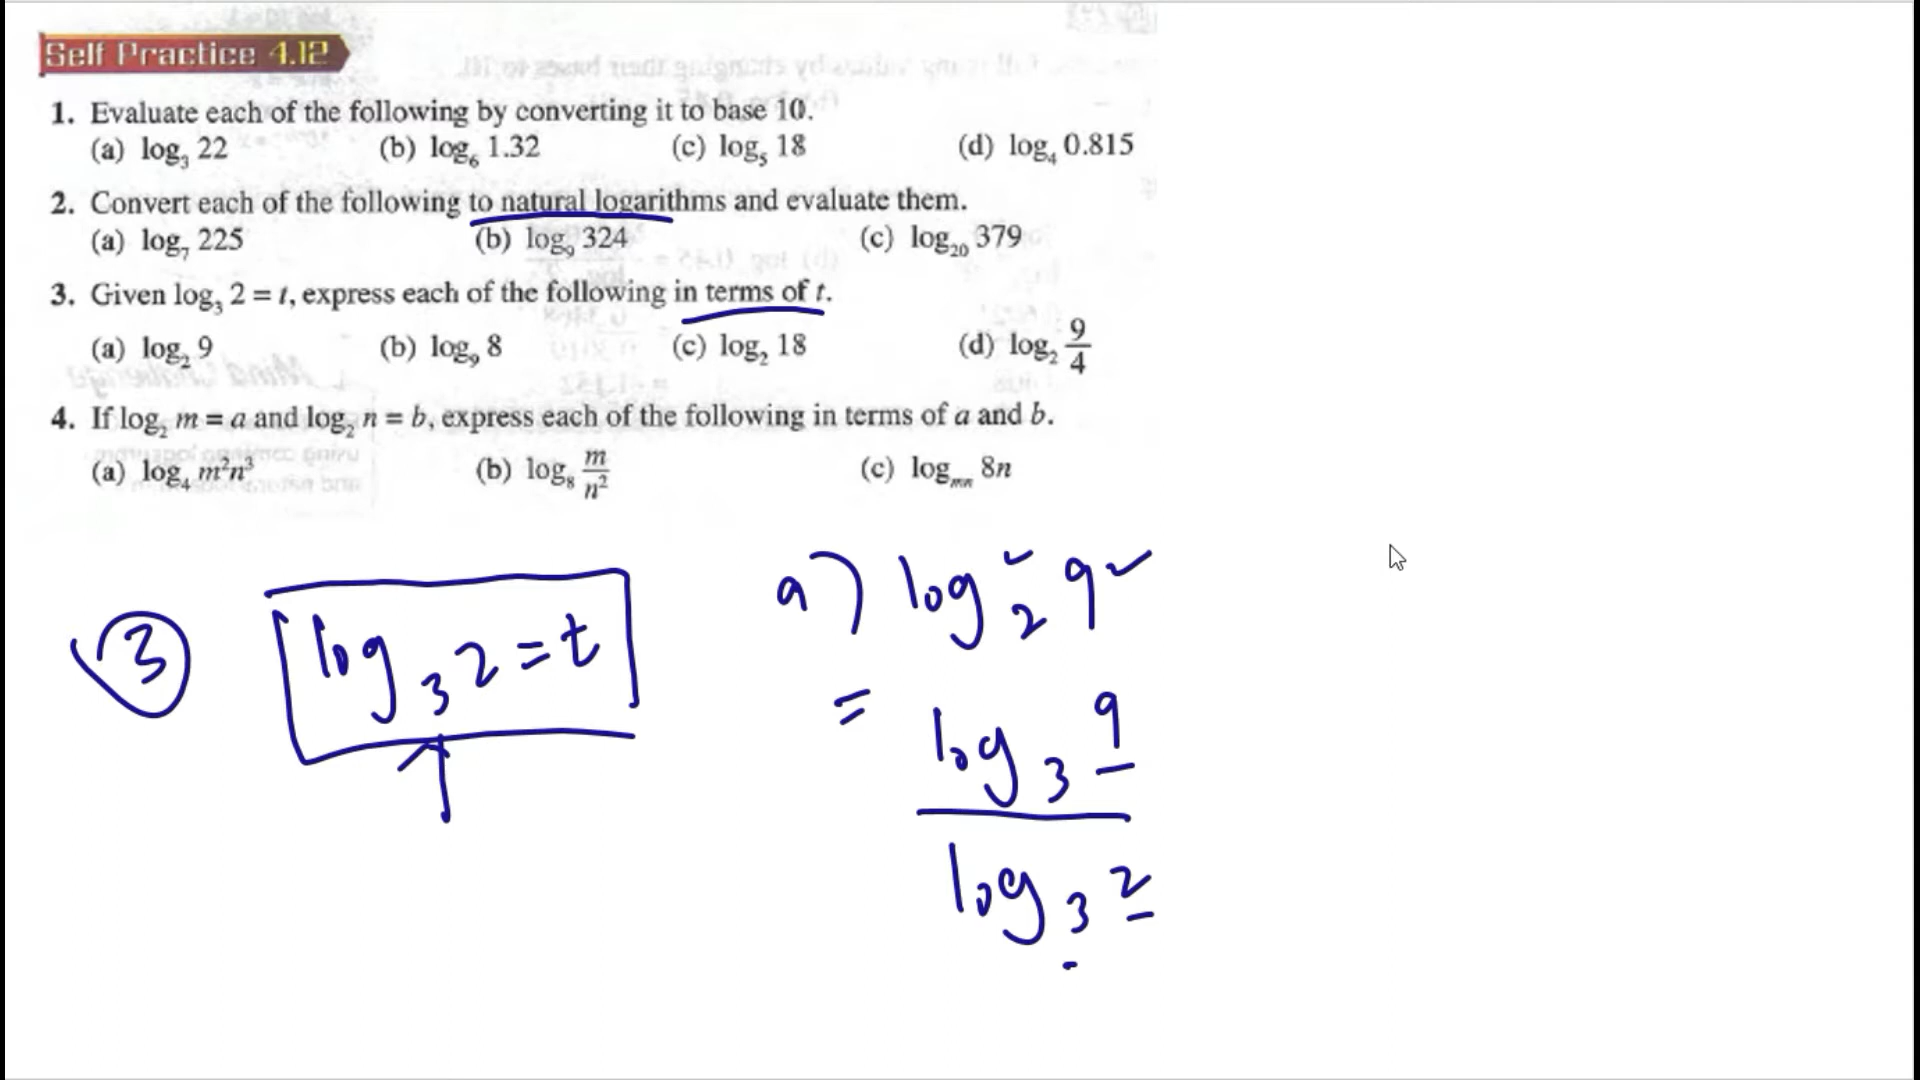 Self Practice 4.12
1. Evaluate each of the following by converting it to base 10.
(a) log₃ 22 (b) log₆ 1.32 (c) log₅ 18 (d) log₄ 0.815
2. Convert each of the following to natural logarithms and evaluate them.
(a) log₇ 225 (b) log₉ 324 (c) log₂₀ 379
3. Given log₃ 2 = t, express each of the following in terms of t.
(a) log₂ 9 (b) log₉ 8 (c) log₂ 18 (d) log₂ 9/4
4. If log₂ m = a and log₂ n = b, express each of the following in terms of a and b.
(a) log₄ m²n³ (b) log₈ m/n² (c) logₘₙ 8n
3 log₃ 2 = t
a) log₂ 9
= log₃ 9
log₃ 2